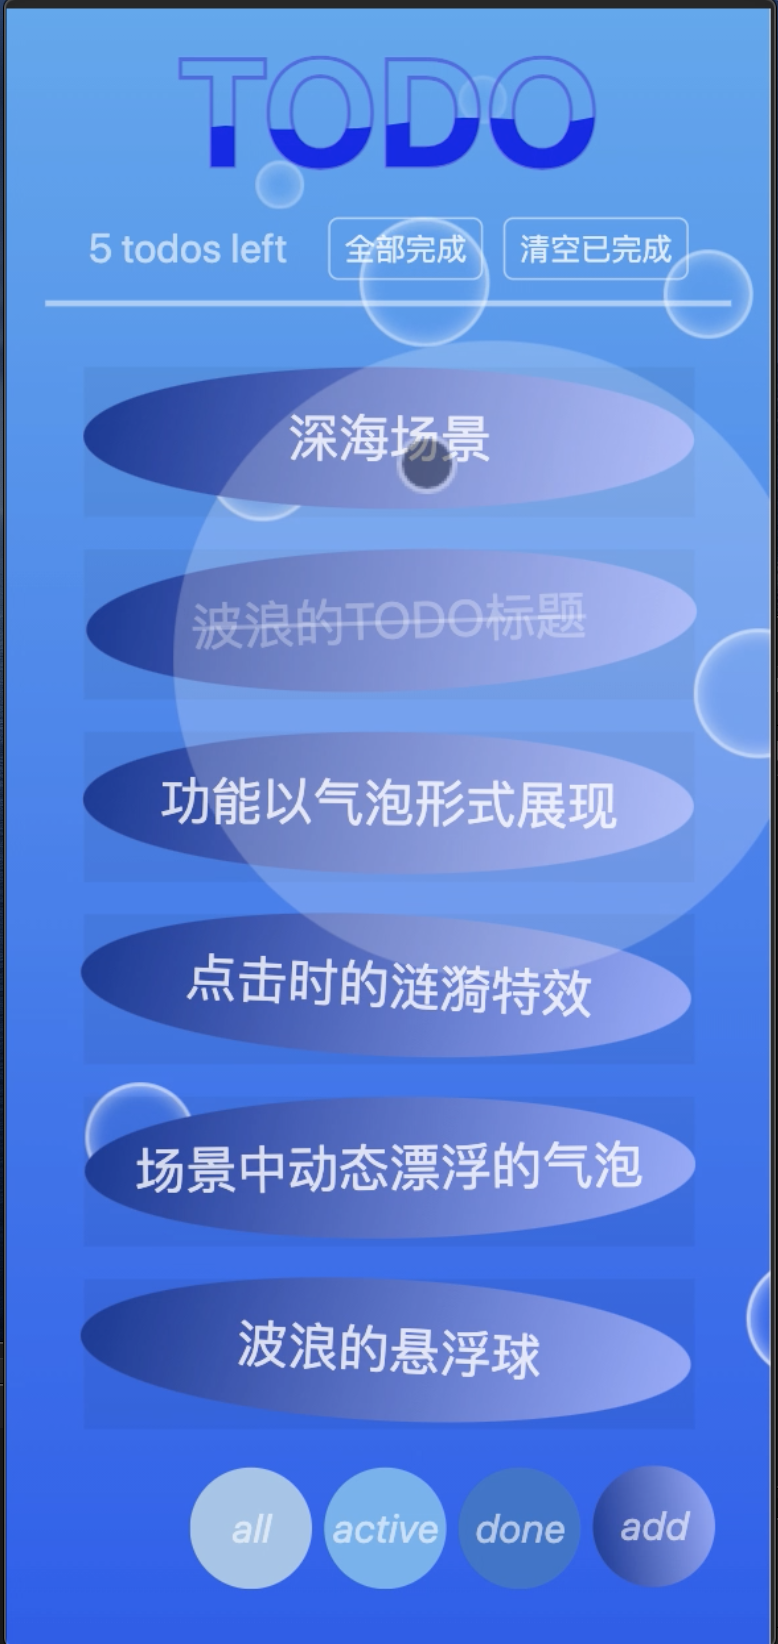 TODO
5 todos left 全部完成 清空已完成
深海场景
波浪的TODO标题
功能以气泡形式展现
点击时的涟漪特效
场景中动态漂浮的气泡
波浪的悬浮球
all active done add